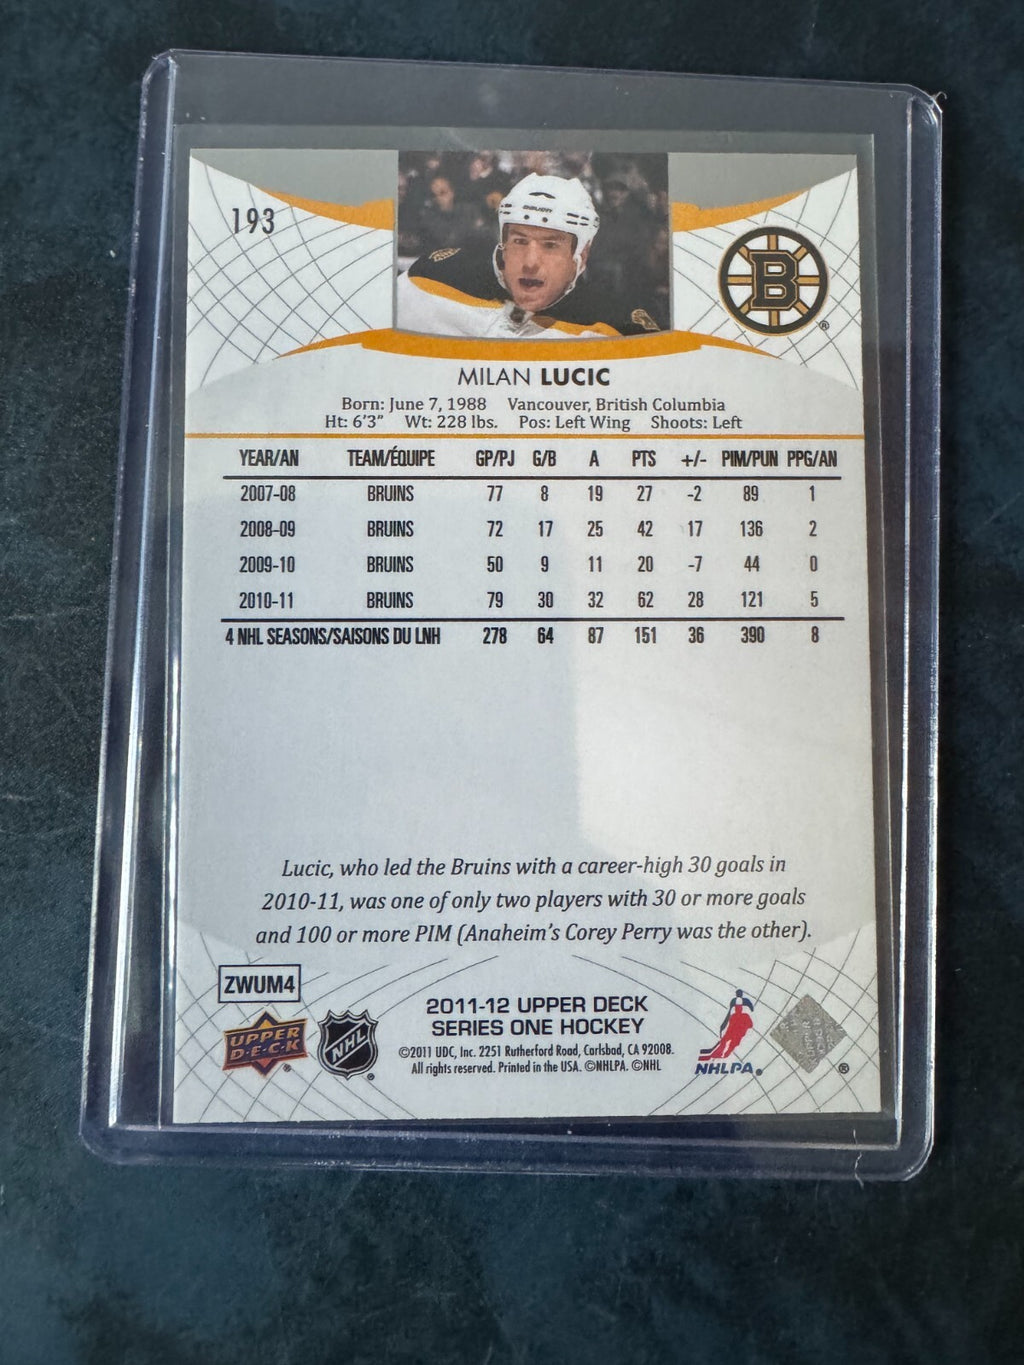 193
B
®
MILAN LUCIC
Born: June 7, 1988 Vancouver, British Columbia
Ht: 6'3" Wt: 228 lbs. Pos: Left Wing Shoots: Left
YEAR/AN TEAM/ÉQUIPE GP/PJ G/B A PTS +/- PIM/PUN PPG/AN
2007-08 BRUINS 77 8 19 27 -2 89 1
2008-09 BRUINS 72 17 25 42 17 136 2
2009-10 BRUINS 50 9 11 20 -7 44 0
2010-11 BRUINS 79 30 32 62 28 121 5
4 NHL SEASONS/SAISONS DU LNH 278 64 87 151 36 390 8
Lucic, who led the Bruins with a career-high 30 goals in
2010-11, was one of only two players with 30 or more goals
and 100 or more PIM (Anaheim's Corey Perry was the other).
ZWUM4
UPPER
D·E·C·K
®
NHL
®
2011-12 UPPER DECK
SERIES ONE HOCKEY
©2011 UDC, Inc. 2251 Rutherford Road, Carlsbad, CA 92008.
All rights reserved. Printed in the USA. ©NHLPA. ©NHL
NHLPA®
®